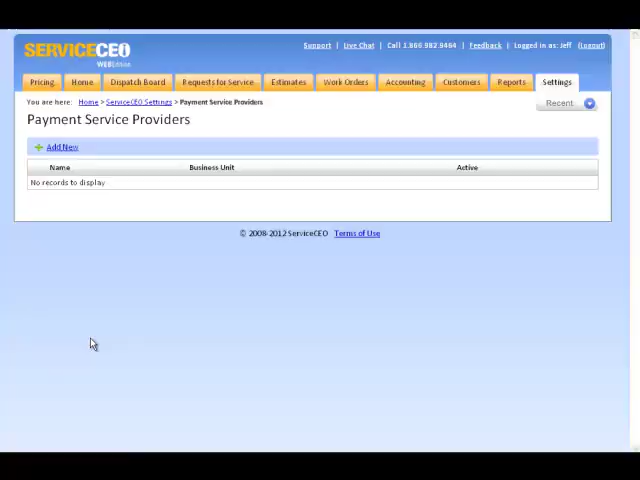 SERVICECEO
WEBEdition
Support | Live Chat | Call 1.860.982.9464 | Feedback | Logged in as: Jeff (Logout)
Pricing Home Dispatch Board Requests for Service Estimates Work Orders Accounting Customers Reports Settings
You are here: Home > ServiceCEO Settings > Payment Service Providers
Recent
Payment Service Providers
Add New
Name Business Unit Active
No records to display
© 2008-2012 ServiceCEO Terms of Use